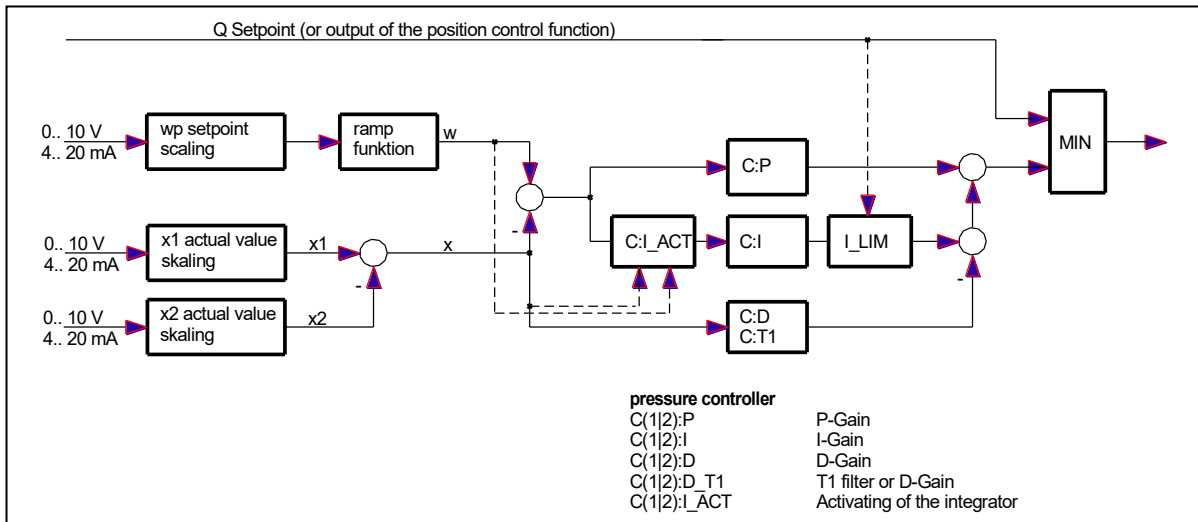 Q Setpoint (or output of the position control function)
0.. 10 V
4.. 20 mA
wp setpoint
scaling
ramp
funktion
w
MIN
C:P
-
C:I_ACT
C:I
I_LIM
0.. 10 V
4.. 20 mA
x1 actual value
skaling
x1
x
-
-
0.. 10 V
4.. 20 mA
x2 actual value
skaling
x2
C:D
C:T1
pressure controller
C(1|2):P P-Gain
C(1|2):I I-Gain
C(1|2):D D-Gain
C(1|2):D_T1 T1 filter or D-Gain
C(1|2):I_ACT Activating of the integrator